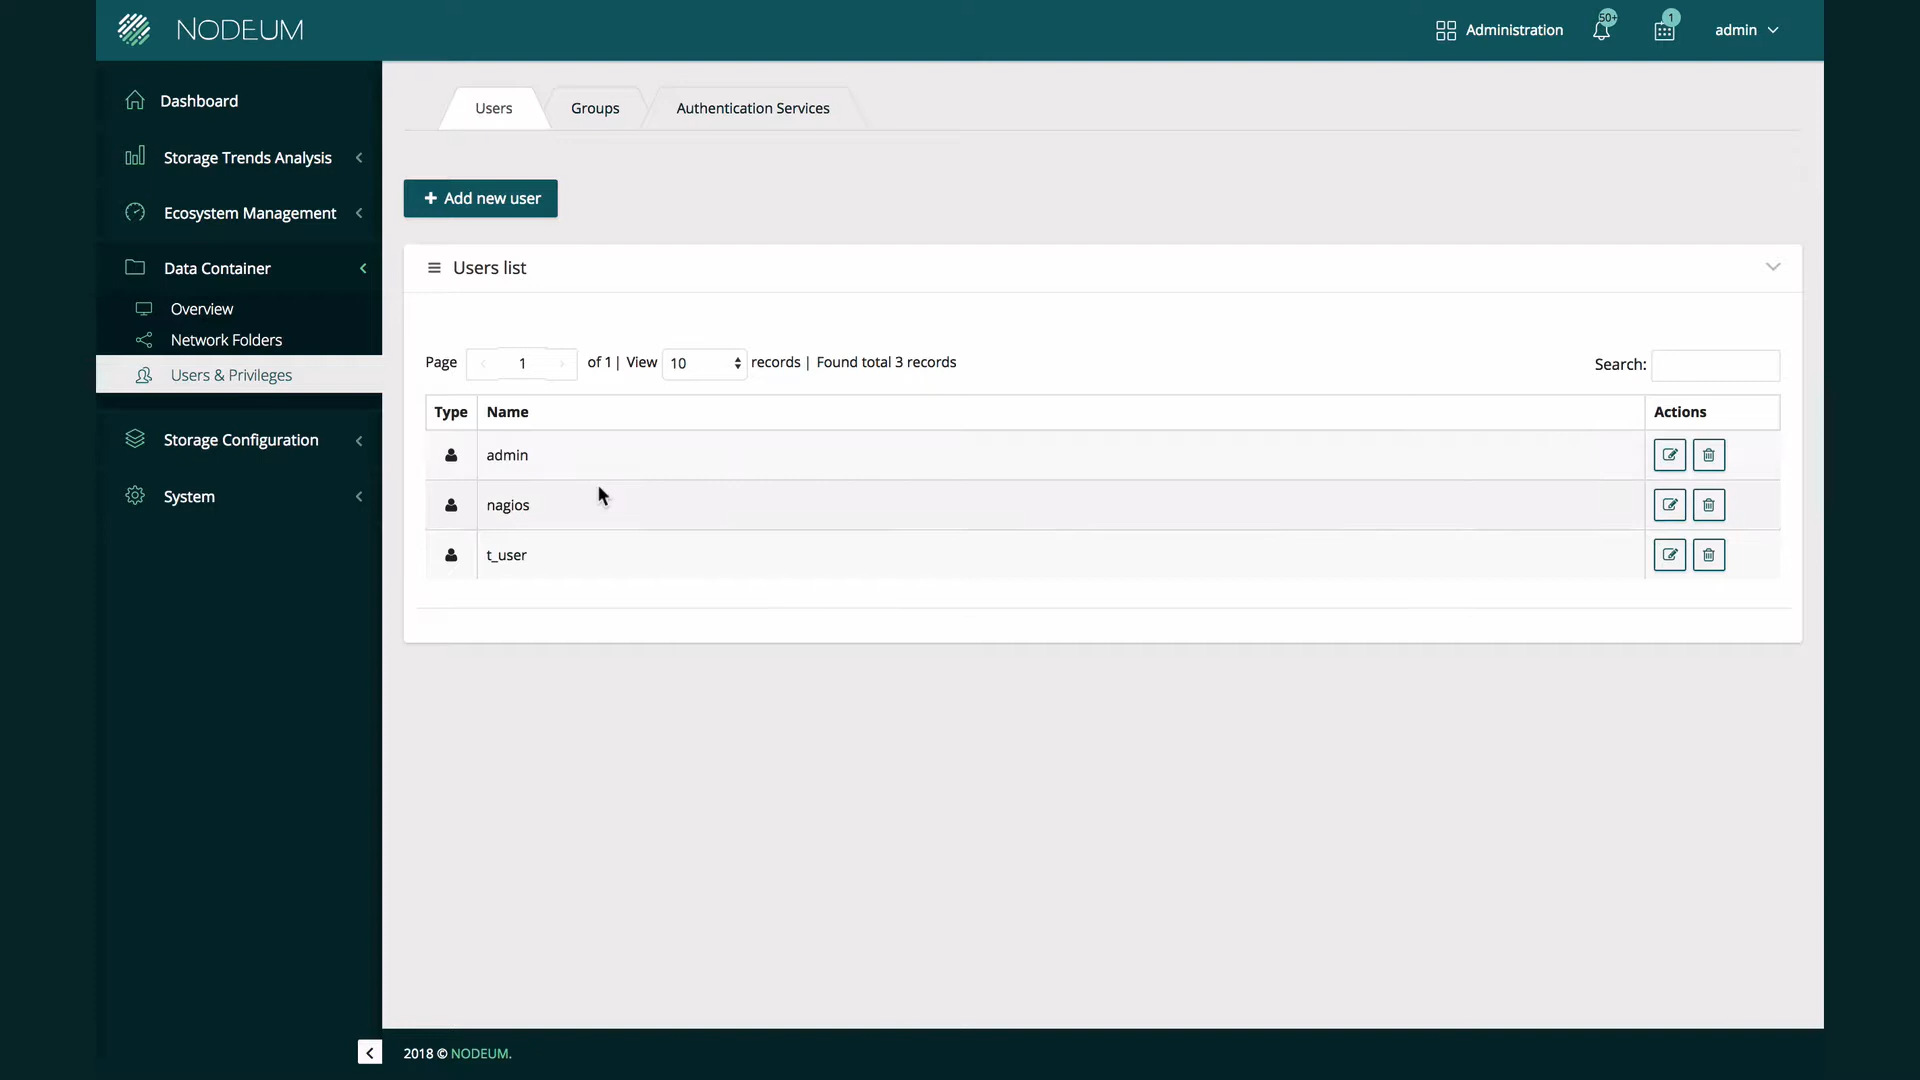 NODEUM
Administration
50+
1
admin
Dashboard
Storage Trends Analysis
Ecosystem Management
Data Container
Overview
Network Folders
Users & Privileges
Storage Configuration
System
Users
Groups
Authentication Services
+ Add new user
Users list
Page 1 of 1 | View 10 records | Found total 3 records
Search:
Type Name Actions
admin
nagios
t_user
2018 © NODEUM.